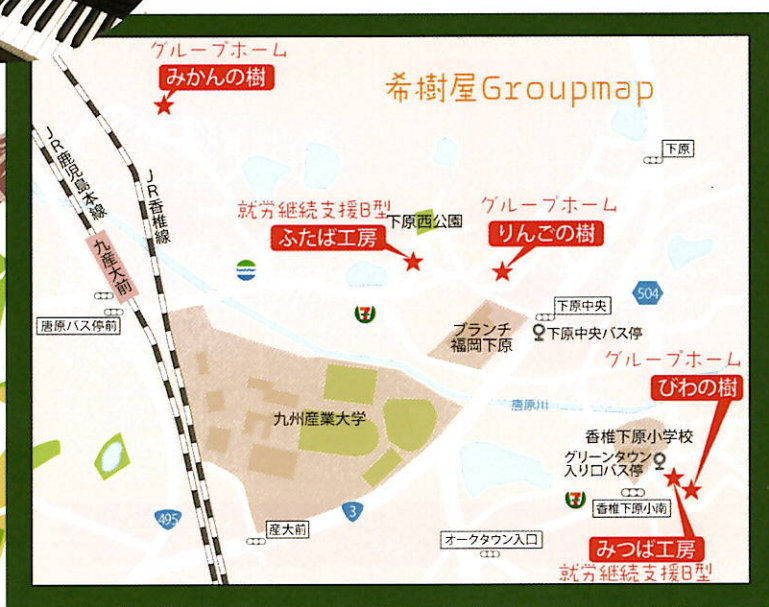 グループホーム
みかんの樹
希樹屋Groupmap
JR鹿児島本線
JR香椎線
下原
就労継続支援B型
ふたば工房
下原西公園
グループホーム
りんごの樹
九産大前
FamilyMart
504
唐原バス停前
7
下原中央
下原中央バス停
ブランチ
福岡下原
グループホーム
びわの樹
唐原川
九州産業大学
香椎下原小学校
グリーンタウン
入り口バス停
7
香椎下原小南
495
3
産大前
オークタウン入口
みつば工房
就労継続支援B型